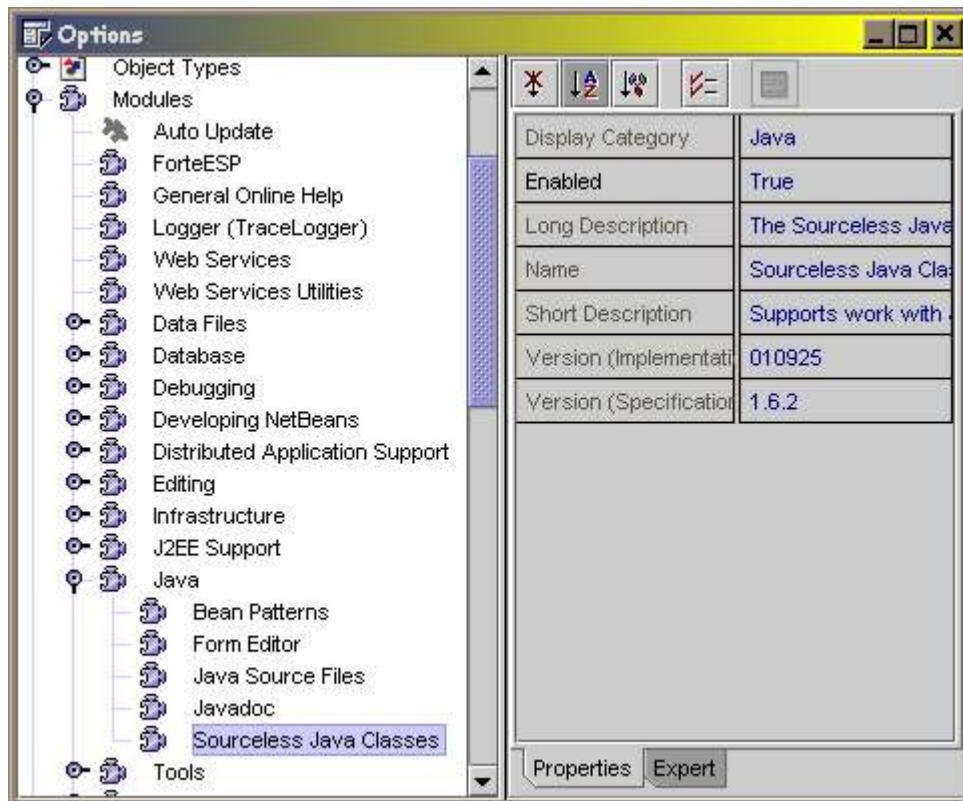 Options
Object Types
Modules
Auto Update
ForteESP
General Online Help
Logger (TraceLogger)
Web Services
Web Services Utilities
Data Files
Database
Debugging
Developing NetBeans
Distributed Application Support
Editing
Infrastructure
J2EE Support
Java
Bean Patterns
Form Editor
Java Source Files
Javadoc
Sourceless Java Classes
Tools
Display Category Java
Enabled True
Long Description The Sourceless Java
Name Sourceless Java Cla
Short Description Supports work with
Version (Implementati 010925
Version (Specification 1.6.2
Properties Expert